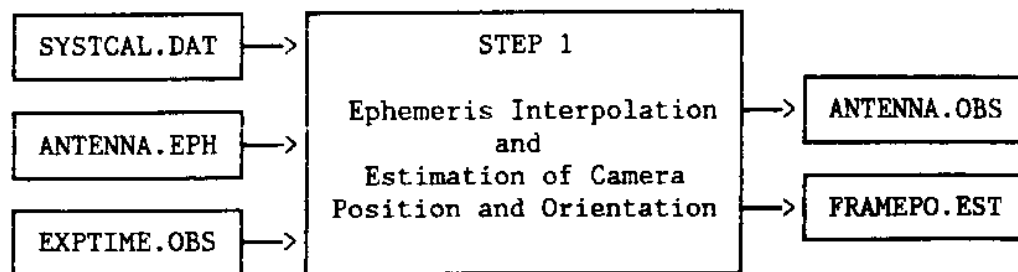 SYSTCAL.DAT
ANTENNA.EPH
EXPTIME.OBS
STEP 1
Ephemeris Interpolation
and
Estimation of Camera
Position and Orientation
ANTENNA.OBS
FRAMEPO.EST